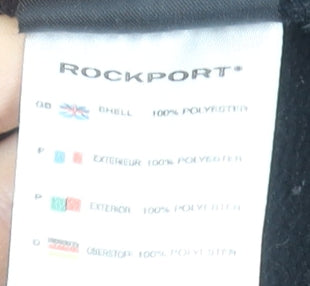 ROCKPORT®
GB SHELL 100% POLYESTER
F EXTERIEUR 100% POLYESTER
P EXTERIOR 100% POLYESTER
D OBERSTOFF 100% POLYESTER